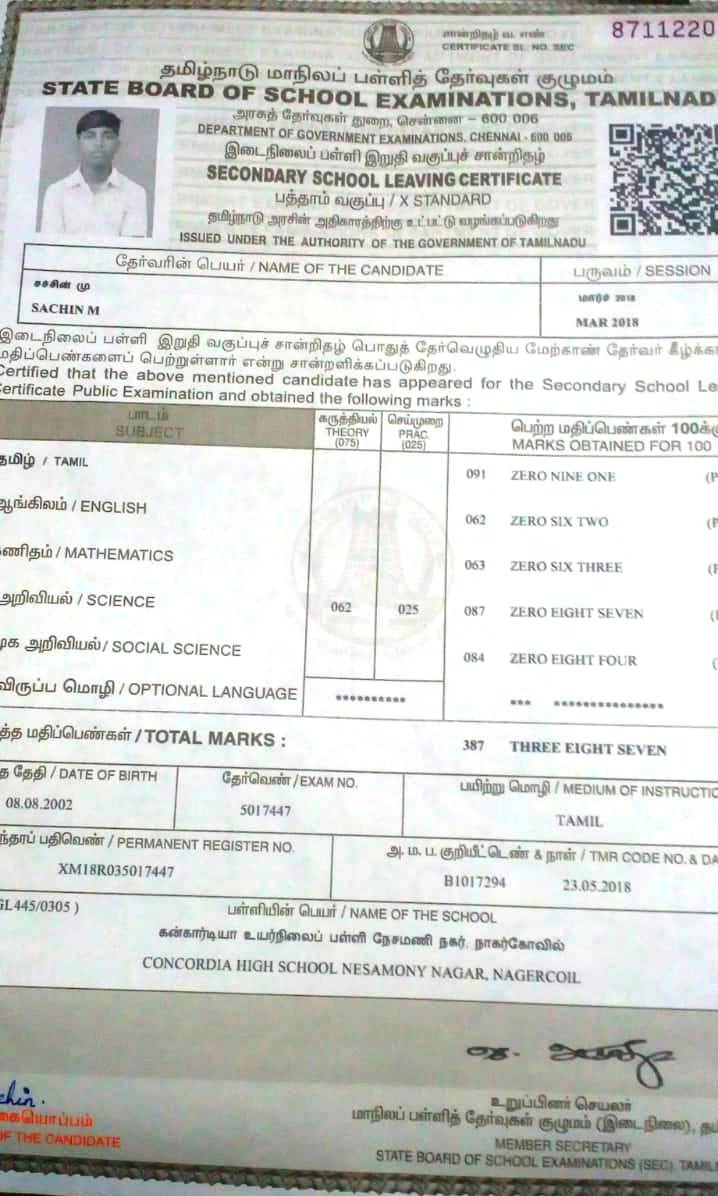 சான்றிதழ் வ. எண்
CERTIFICATE SL. NO. SEC
8711220
தமிழ்நாடு மாநிலப் பள்ளித் தேர்வுகள் குழுமம்
STATE BOARD OF SCHOOL EXAMINATIONS, TAMILNAD
அரசுத் தேர்வுகள் துறை, சென்னை - 600 006
DEPARTMENT OF GOVERNMENT EXAMINATIONS, CHENNAI - 600 006
இடைநிலைப் பள்ளி இறுதி வகுப்புச் சான்றிதழ்
SECONDARY SCHOOL LEAVING CERTIFICATE
பத்தாம் வகுப்பு / X STANDARD
தமிழ்நாடு அரசின் அதிகாரத்திற்கு உட்பட்டு வழங்கப்படுகிறது
ISSUED UNDER THE AUTHORITY OF THE GOVERNMENT OF TAMILNADU
தேர்வரின் பெயர் / NAME OF THE CANDIDATE பருவம் / SESSION
சச்சின் மு மார்ச் 2018
SACHIN M MAR 2018
இடைநிலைப் பள்ளி இறுதி வகுப்புச் சான்றிதழ் பொதுத் தேர்வெழுதிய மேற்காண் தேர்வர் கீழ்க்கா
மதிப்பெண்களைப் பெற்றுள்ளார் என்று சான்றளிக்கப்படுகிறது.
Certified that the above mentioned candidate has appeared for the Secondary School Le
Certificate Public Examination and obtained the following marks :
பாடம் கருத்தியல் செய்முறை பெற்ற மதிப்பெண்கள் 100க்கு
SUBJECT THEORY PRAC. MARKS OBTAINED FOR 100
(075) (025)
தமிழ் / TAMIL 091 ZERO NINE ONE (P
ஆங்கிலம் / ENGLISH 062 ZERO SIX TWO (P
கணிதம் / MATHEMATICS 063 ZERO SIX THREE (P
அறிவியல் / SCIENCE 062 025 087 ZERO EIGHT SEVEN (
மூக அறிவியல்/ SOCIAL SCIENCE 084 ZERO EIGHT FOUR (
விருப்ப மொழி / OPTIONAL LANGUAGE ********** *** ***************
த்த மதிப்பெண்கள் / TOTAL MARKS : 387 THREE EIGHT SEVEN
த தேதி / DATE OF BIRTH தேர்வெண் / EXAM NO. பயிற்று மொழி / MEDIUM OF INSTRUCTIO
08.08.2002 5017447 TAMIL
ந்தரப் பதிவெண் / PERMANENT REGISTER NO. அ. ம. ப. குறியீட்டெண் & நாள் / TMR CODE NO. & DA
XM18R035017447 B1017294 23.05.2018
GL445/0305 ) பள்ளியின் பெயர் / NAME OF THE SCHOOL
கன்கார்டியா உயர்நிலைப் பள்ளி நேசமணி நகர், நாகர்கோவில்
CONCORDIA HIGH SCHOOL NESAMONY NAGAR, NAGERCOIL
chin.
கையொப்பம்
OF THE CANDIDATE
உறுப்பினர் செயலர்
மாநிலப் பள்ளித் தேர்வுகள் குழுமம் (இடைநிலை), தமி
MEMBER SECRETARY
STATE BOARD OF SCHOOL EXAMINATIONS (SEC), TAMIL